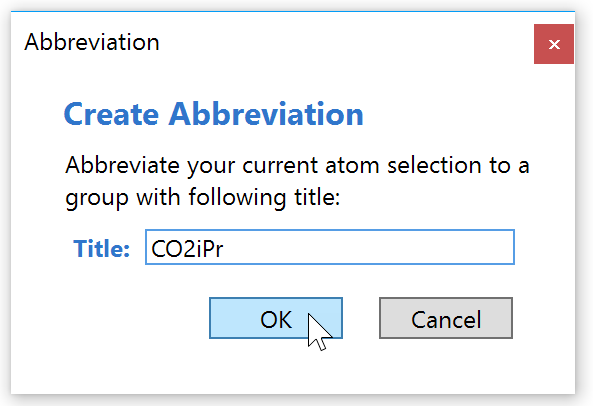 Abbreviation
x
Create Abbreviation
Abbreviate your current atom selection to a
group with following title:
Title: CO2iPr
OK Cancel